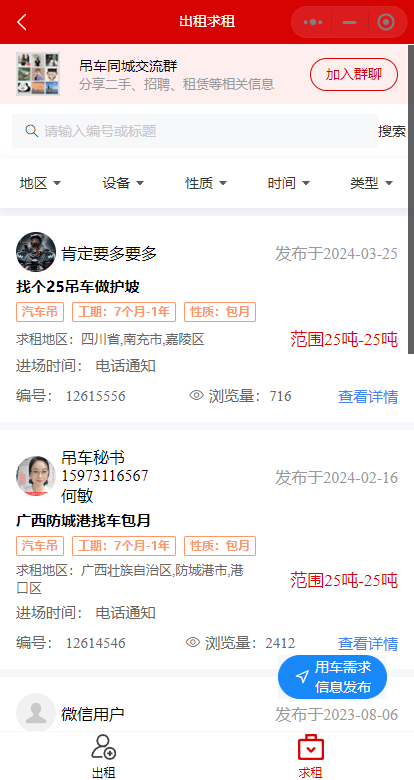 出租求租
吊车同城交流群
分享二手、招聘、租赁等相关信息
加入群聊
请输入编号或标题
搜索
地区 设备 性质 时间 类型
肯定要多要多
发布于2024-03-25
找个25吊车做护坡
汽车吊 工期：7个月-1年 性质：包月
求租地区：四川省,南充市,嘉陵区
范围25吨-25吨
进场时间： 电话通知
编号： 12615556
浏览量：716
查看详情
吊车秘书
15973116567
何敏
发布于2024-02-16
广西防城港找车包月
汽车吊 工期：7个月-1年 性质：包月
求租地区：广西壮族自治区,防城港市,港
口区
范围25吨-25吨
进场时间： 电话通知
编号： 12614546
浏览量：2412
查看详情
用车需求
信息发布
微信用户
发布于2023-08-06
出租
求租